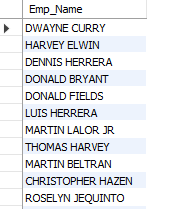 Emp_Name
DWAYNE CURRY
HARVEY ELWIN
DENNIS HERRERA
DONALD BRYANT
DONALD FIELDS
LUIS HERRERA
MARTIN LALOR JR
THOMAS HARVEY
MARTIN BELTRAN
CHRISTOPHER HAZEN
ROSELYN JEQUINTO